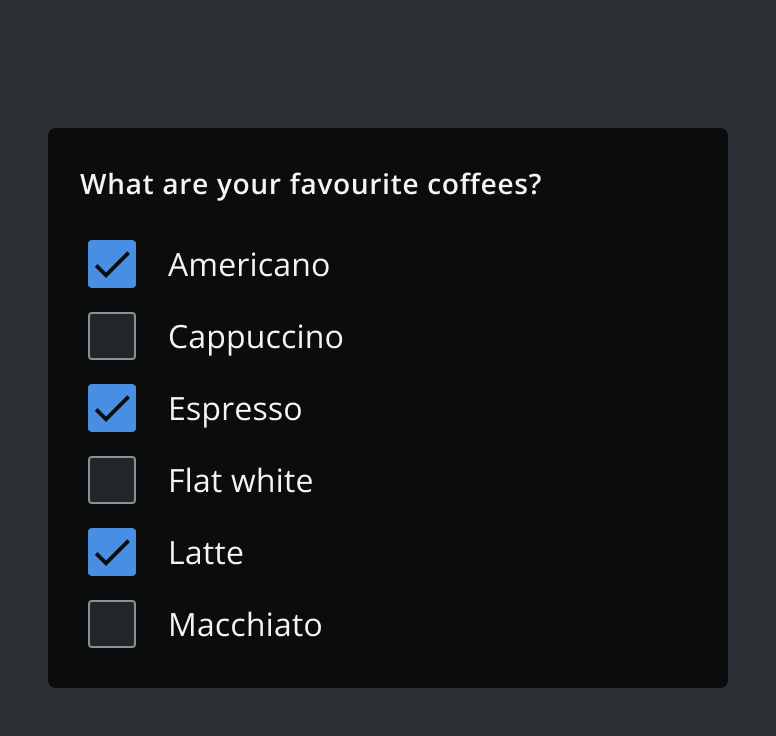 What are your favourite coffees?
Americano
Cappuccino
Espresso
Flat white
Latte
Macchiato